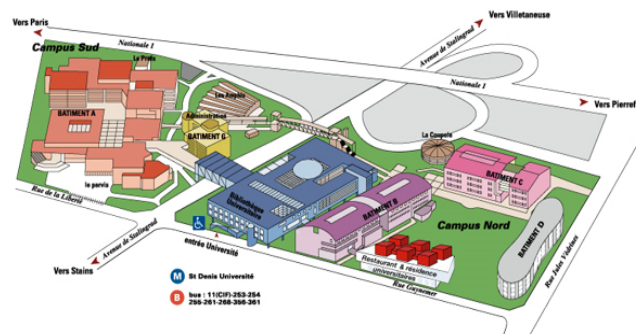 Vers Paris
Vers Villetaneuse
Campus Sud
Nationale 1
Avenue de Stalingrad
Le Préfa
Nationale 1
Vers Pierref
Les Amphis
BATIMENT A
Administration
BATIMENT G
La Coupole
BATIMENT C
le parvis
Rue de la Liberté
Bibliothèque
Universitaire
BATIMENT B
Campus Nord
BATIMENT D
Avenue de Stalingrad
entrée Université
Vers Stains
Restaurant & résidence
universitaires
Rue Guynemer
Rue Jules Védrines
M St Denis Université
B bus : 11(CIF)-253-254
255-261-268-356-361